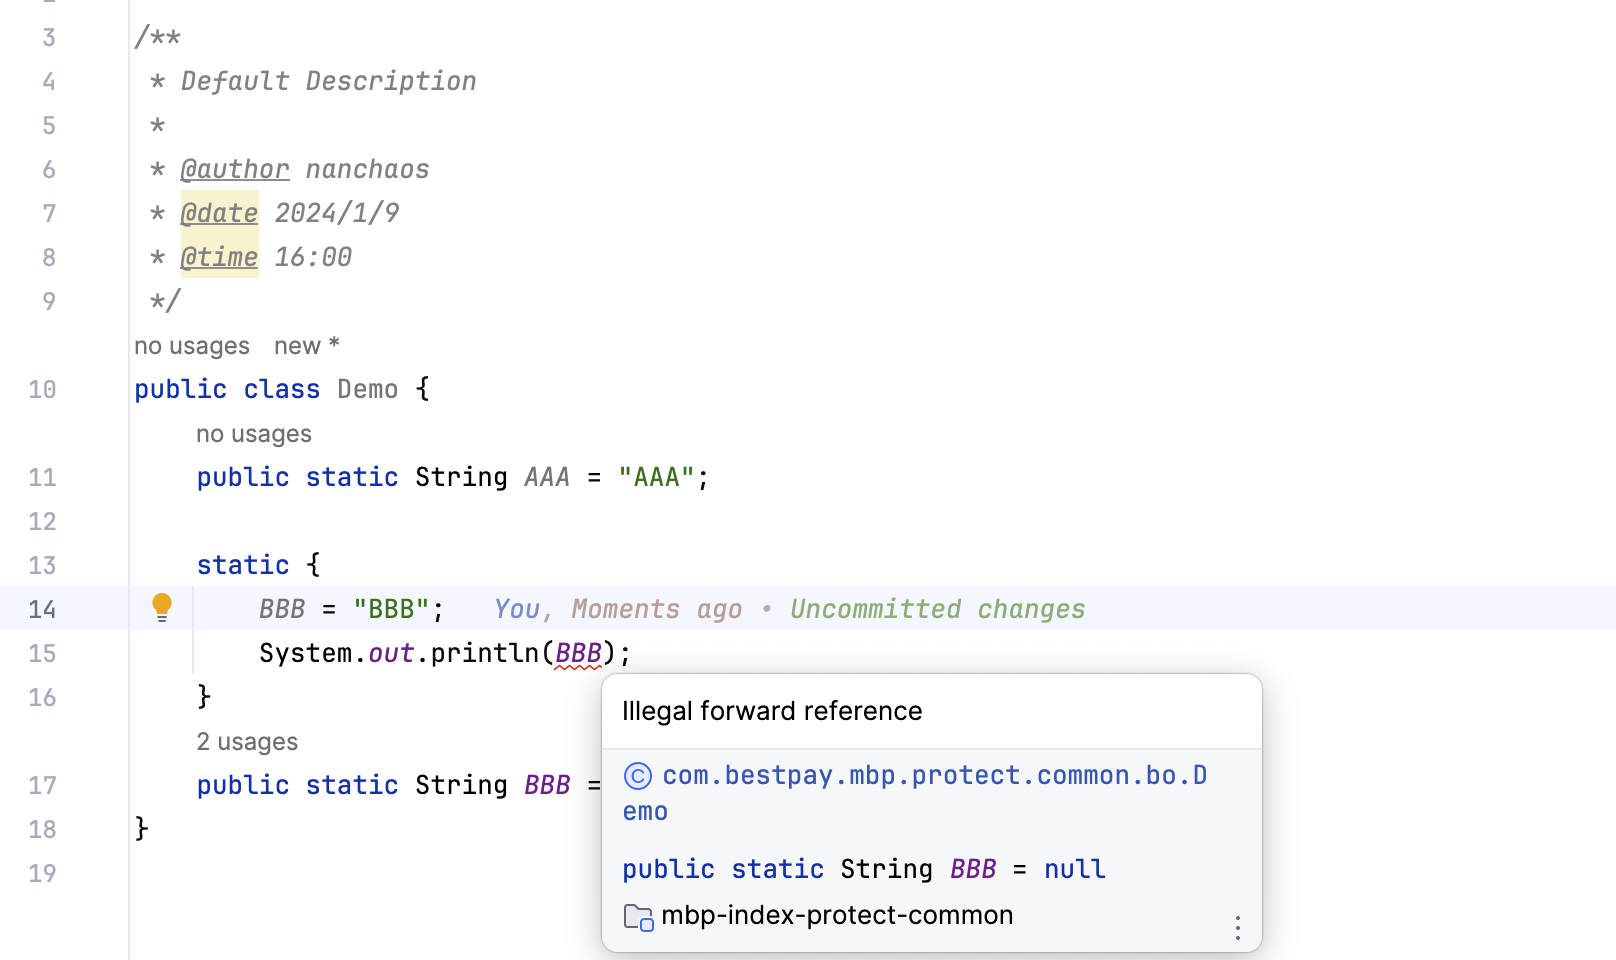 3 /**
4 * Default Description
5 *
6 * @author nanchaos
7 * @date 2024/1/9
8 * @time 16:00
9 */
no usages new *
10 public class Demo {
no usages
11 public static String AAA = "AAA";
12
13 static {
14 BBB = "BBB"; You, Moments ago • Uncommitted changes
15 System.out.println(BBB);
16 }
2 usages
17 public static String BBB =
18 }
19
Illegal forward reference
com.bestpay.mbp.protect.common.bo.D
emo
public static String BBB = null
mbp-index-protect-common